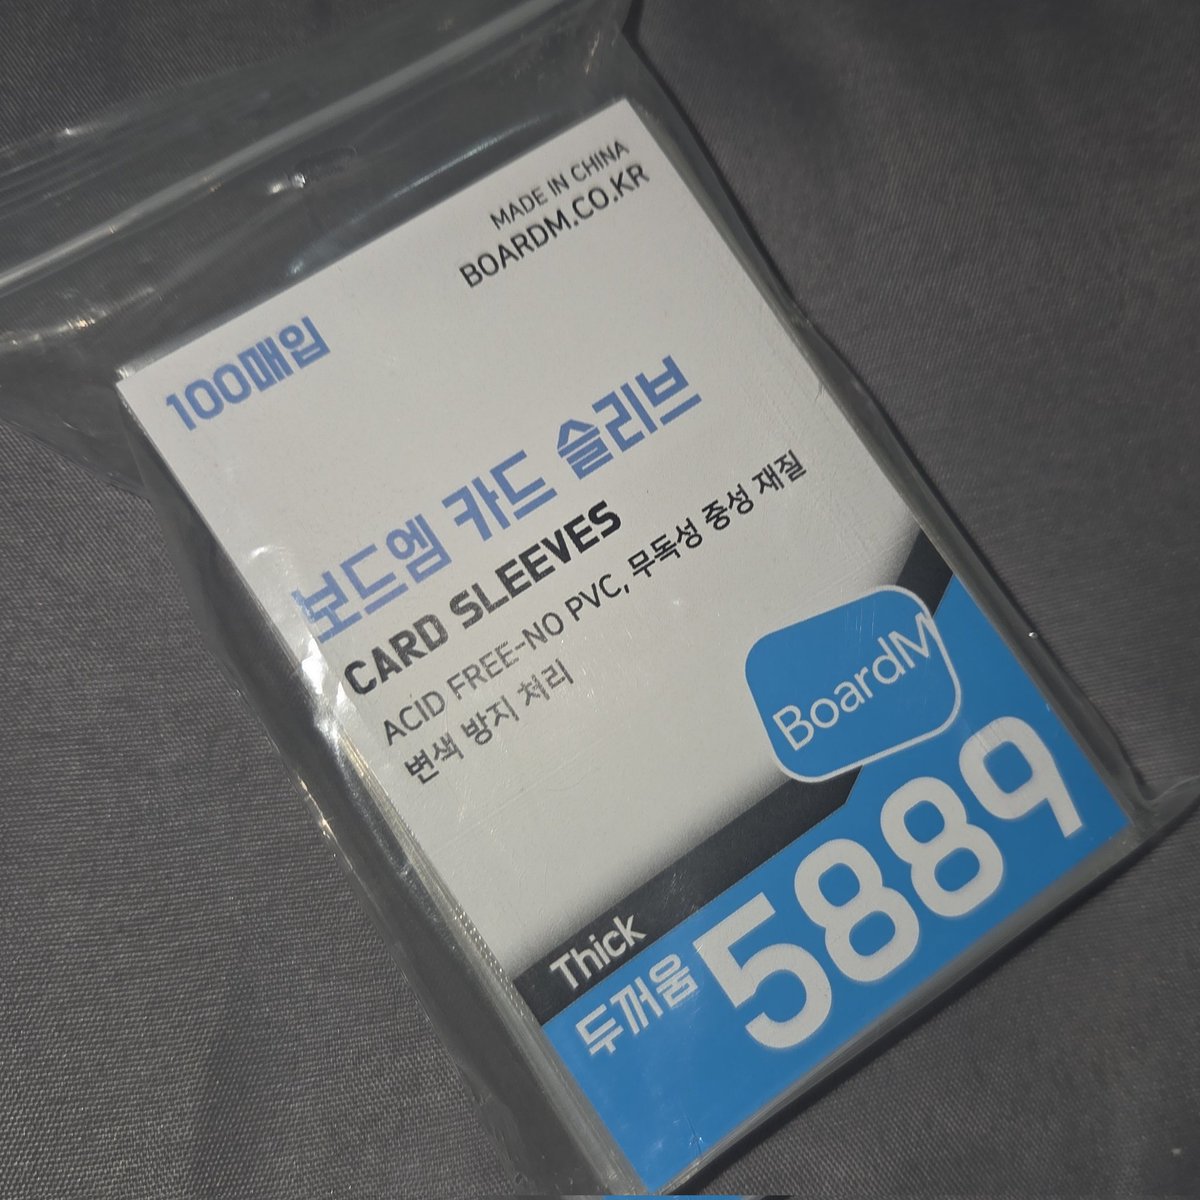 MADE IN CHINA
BOARDM.CO.KR
100매입
보드엠 카드 슬리브
CARD SLEEVES
ACID FREE-NO PVC, 무독성 중성 재질
변색 방지 처리
BoardM
Thick
두꺼움
5889